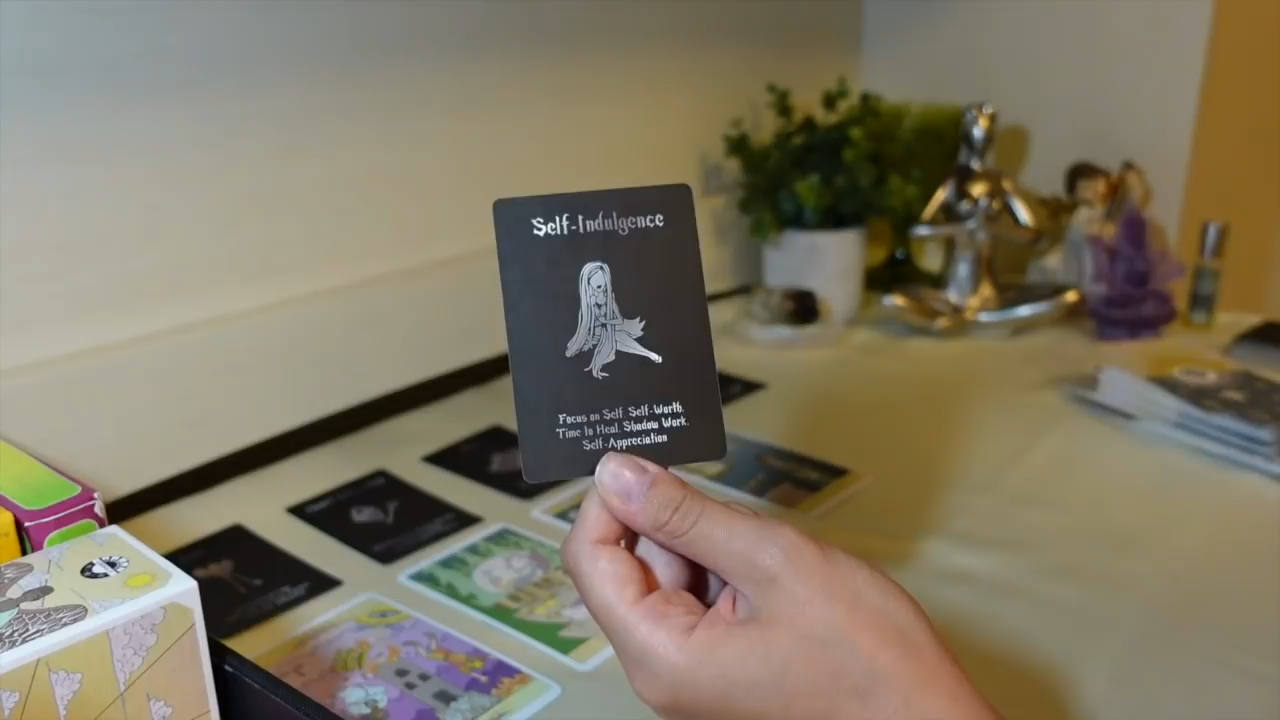 Self-Indulgence
Focus on Self, Self-Worth,
Time to Heal, Shadow Work,
Self-Appreciation